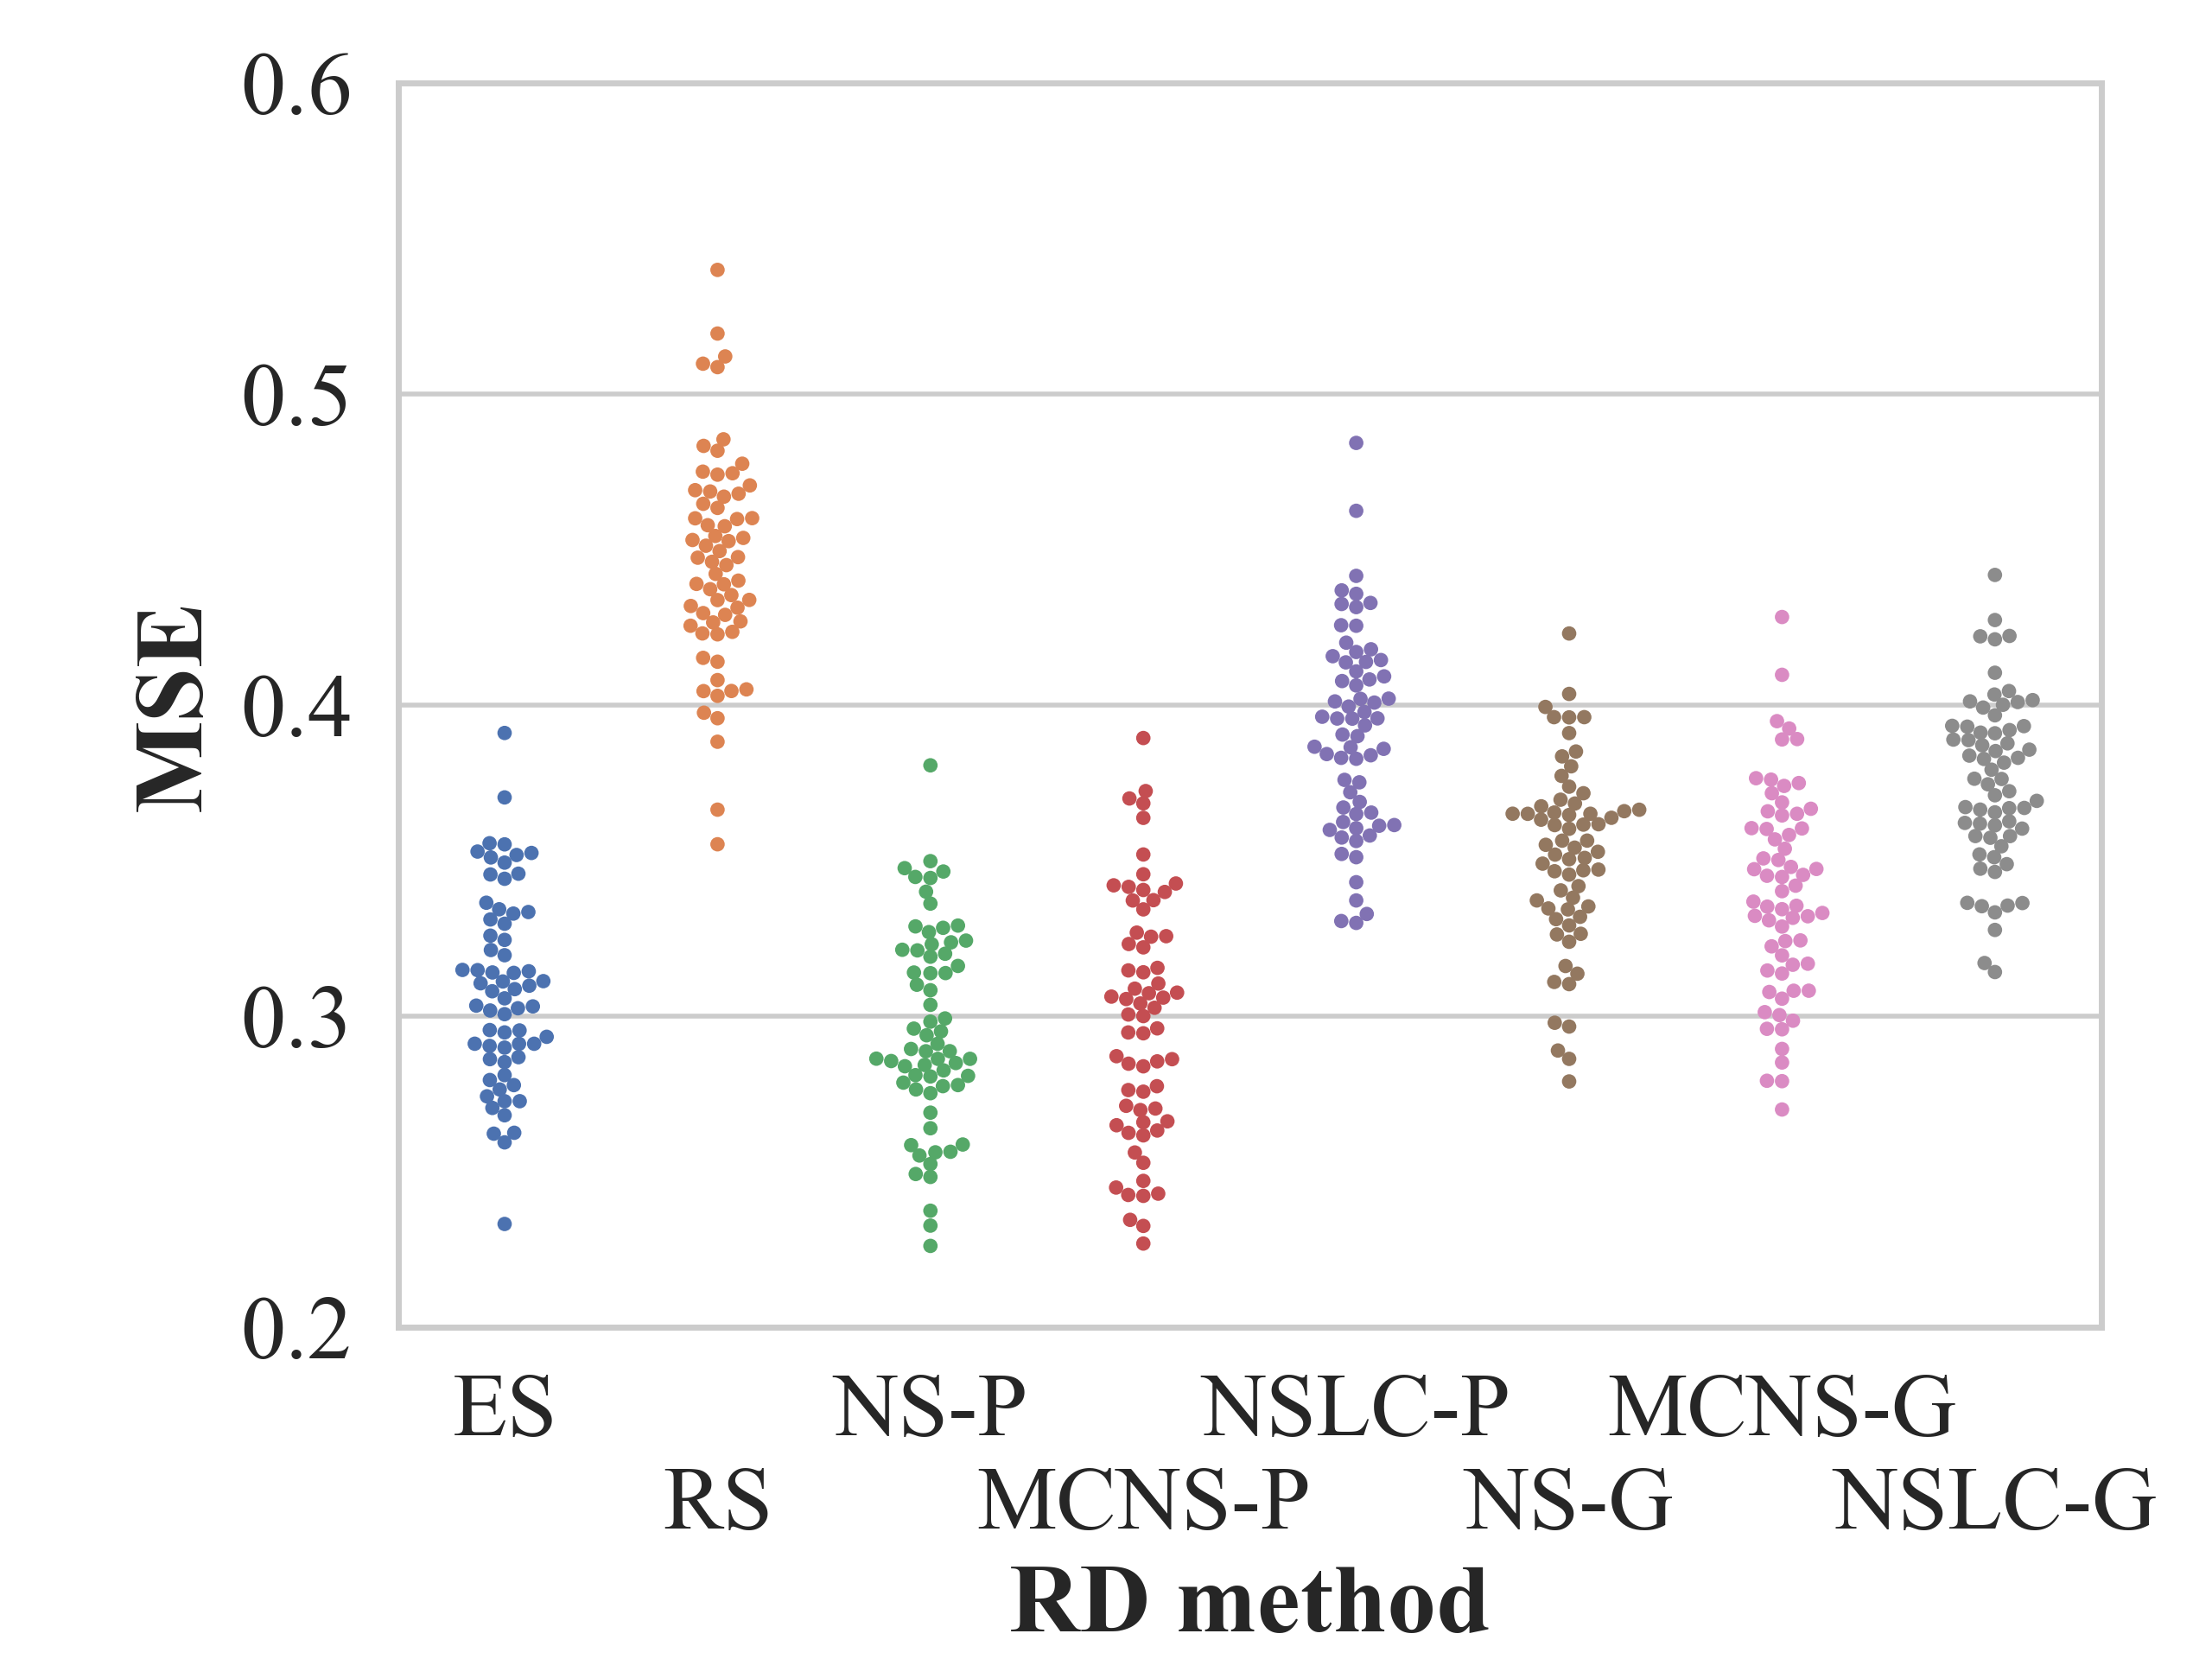 0.6
0.5
0.4
0.3
0.2
MSE
ES NS-P NSLC-P MCNS-G
RS MCNS-P NS-G NSLC-G
RD method